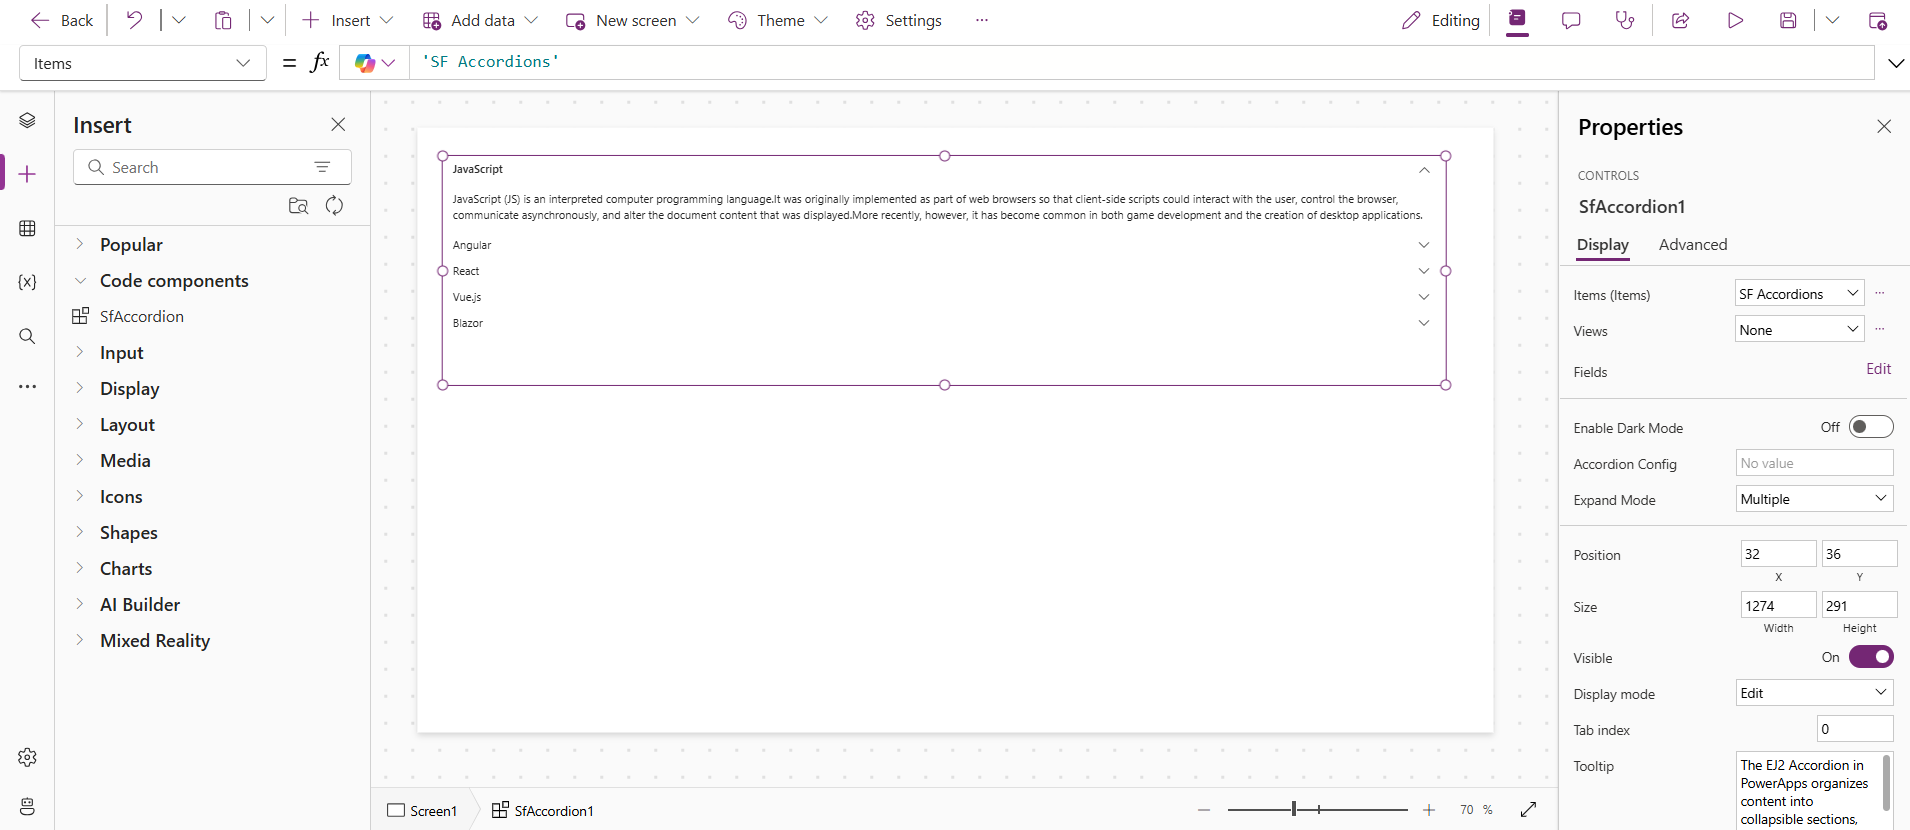 Back
Insert
Add data
New screen
Theme
Settings
···
Editing
Items
=
fx
'SF Accordions'
Insert
Search
Popular
Code components
SfAccordion
Input
Display
Layout
Media
Icons
Shapes
Charts
AI Builder
Mixed Reality
JavaScript
JavaScript (JS) is an interpreted computer programming language.It was originally implemented as part of web browsers so that client-side scripts could interact with the user, control the browser,
communicate asynchronously, and alter the document content that was displayed.More recently, however, it has become common in both game development and the creation of desktop applications.
Angular
React
Vue.js
Blazor
Screen1
SfAccordion1
70 %
Properties
CONTROLS
SfAccordion1
Display Advanced
Items (Items) SF Accordions ···
Views None ···
Fields Edit
Enable Dark Mode Off
Accordion Config No value
Expand Mode Multiple
Position 32 36
X Y
Size 1274 291
Width Height
Visible On
Display mode Edit
Tab index 0
Tooltip The EJ2 Accordion in
PowerApps organizes
content into
collapsible sections,